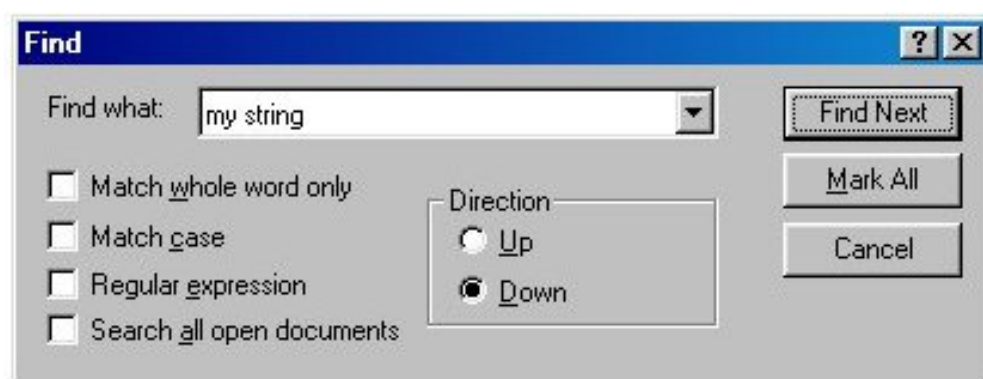 Find
Find what: my string
Find Next
Match whole word only
Match case
Regular expression
Search all open documents
Direction
Up
Down
Mark All
Cancel